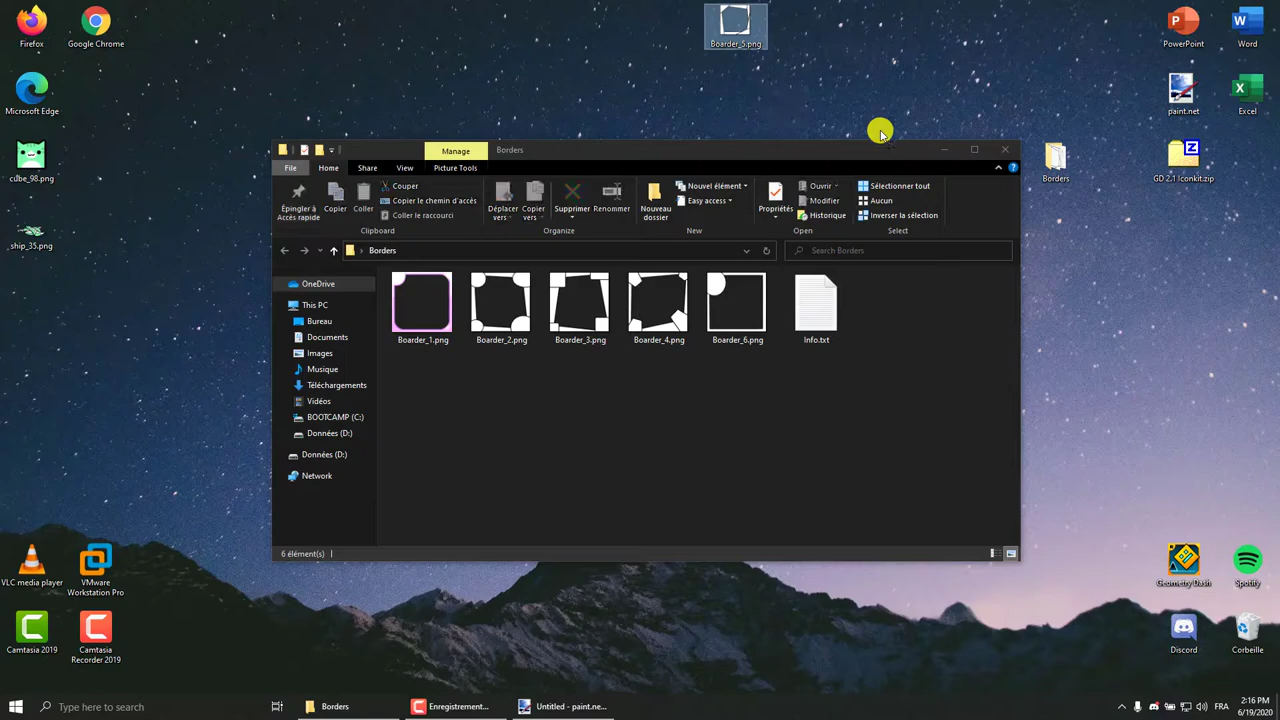 Boarder_5.png
Firefox
Google Chrome
PowerPoint
Word
Microsoft Edge
paint.net
Excel
cube_98.png
Borders
GD 2.1 Iconkit.zip
ship_35.png
Manage
Borders
File
Home
Share
View
Picture Tools
Épingler à
Accès rapide
Copier
Coller
Couper
Copier le chemin d'accès
Coller le raccourci
Clipboard
Déplacer
vers
Copier
vers
Supprimer
Renommer
Organize
Nouveau
dossier
Nouvel élément
Easy access
New
Propriétés
Ouvrir
Modifier
Historique
Open
Sélectionner tout
Aucun
Inverser la sélection
Select
Borders
Search Borders
OneDrive
This PC
Bureau
Documents
Images
Musique
Téléchargements
Vidéos
BOOTCAMP (C:)
Données (D:)
Données (D:)
Network
Boarder_1.png
Boarder_2.png
Boarder_3.png
Boarder_4.png
Boarder_6.png
Info.txt
6 élément(s)
VLC media player
VMware
Workstation Pro
Geometry Dash
Spotify
Camtasia 2019
Camtasia
Recorder 2019
Discord
Corbeille
Type here to search
Borders
Enregistrement...
Untitled - paint.ne...
FR
2:16 PM
6/19/2020